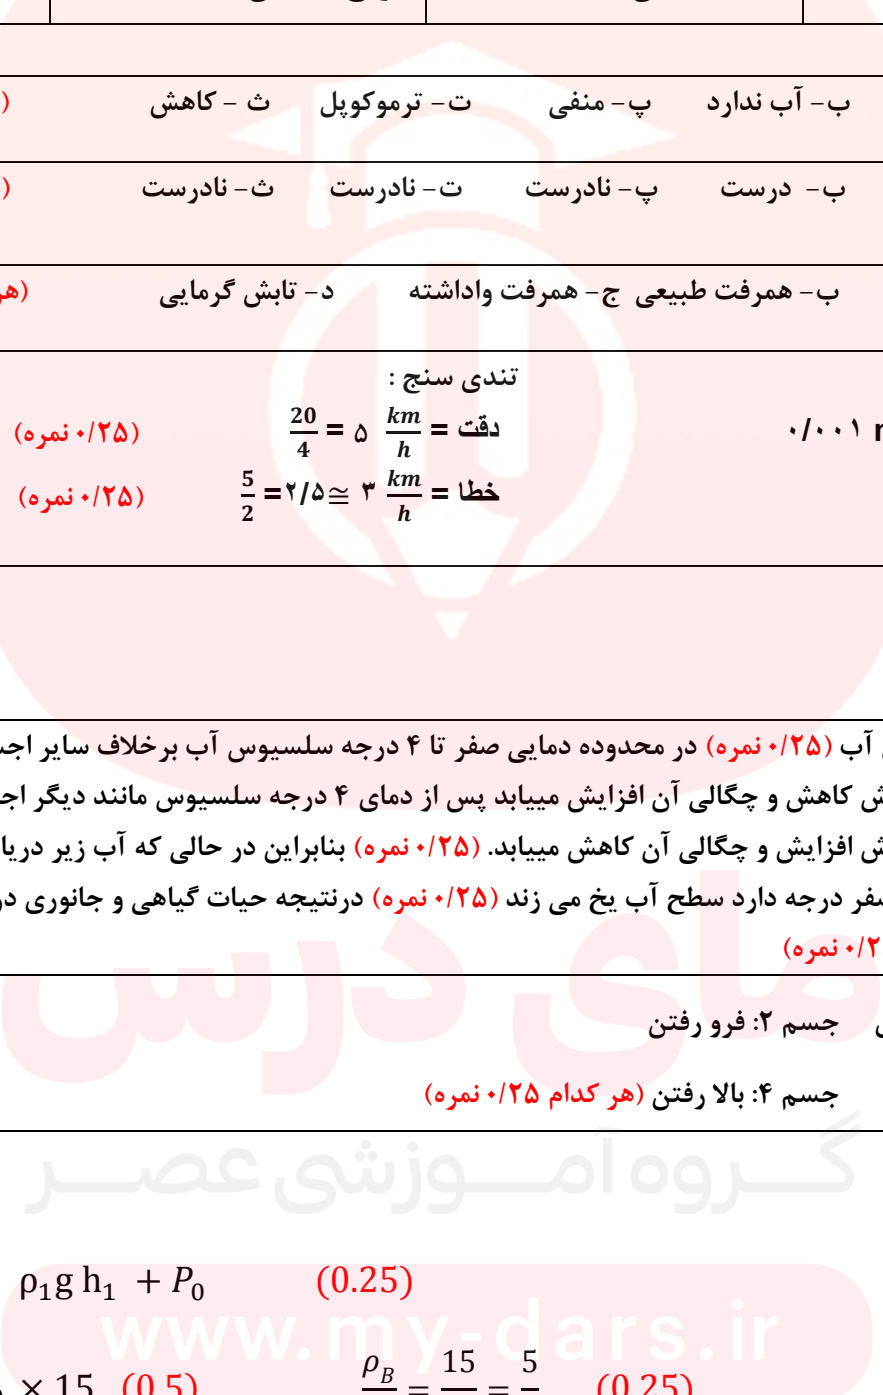 ب- آب ندارد پ- منفی ت- ترموکوپل ث – کاهش
ب- درست پ- نادرست ت- نادرست ث- نادرست
ب- همرفت طبیعی ج- همرفت واداشته د- تابش گرمایی
تندی سنج :
۰/۰۰۱
دقت = km/h ۵ = 20/4 (۰/۲۵ نمره)
خطا = km/h ۳ ≅ ۲/۵ = 5/2 (۰/۲۵ نمره)
آب (۰/۲۵ نمره) در محدوده دمایی صفر تا ۴ درجه سلسیوس آب برخلاف سایر
کاهش و چگالی آن افزایش مییابد پس از دمای ۴ درجه سلسیوس مانند دیگر
افزایش و چگالی آن کاهش مییابد. (۰/۲۵ نمره) بنابراین در حالی که آب زیر
درجه دارد سطح آب یخ می زند (۰/۲۵ نمره) درنتیجه حیات گیاهی و جانوری
نمره)
جسم ۲: فرو رفتن
جسم ۴: بالا رفتن (هر کدام ۰/۲۵ نمره)
درس
گروه آموزشی عصر
ρ₁g h₁ + P₀ (0.25)
www.my-dars.ir
× 15 (0.5) ρ_B = 15 = 5 (0.25)